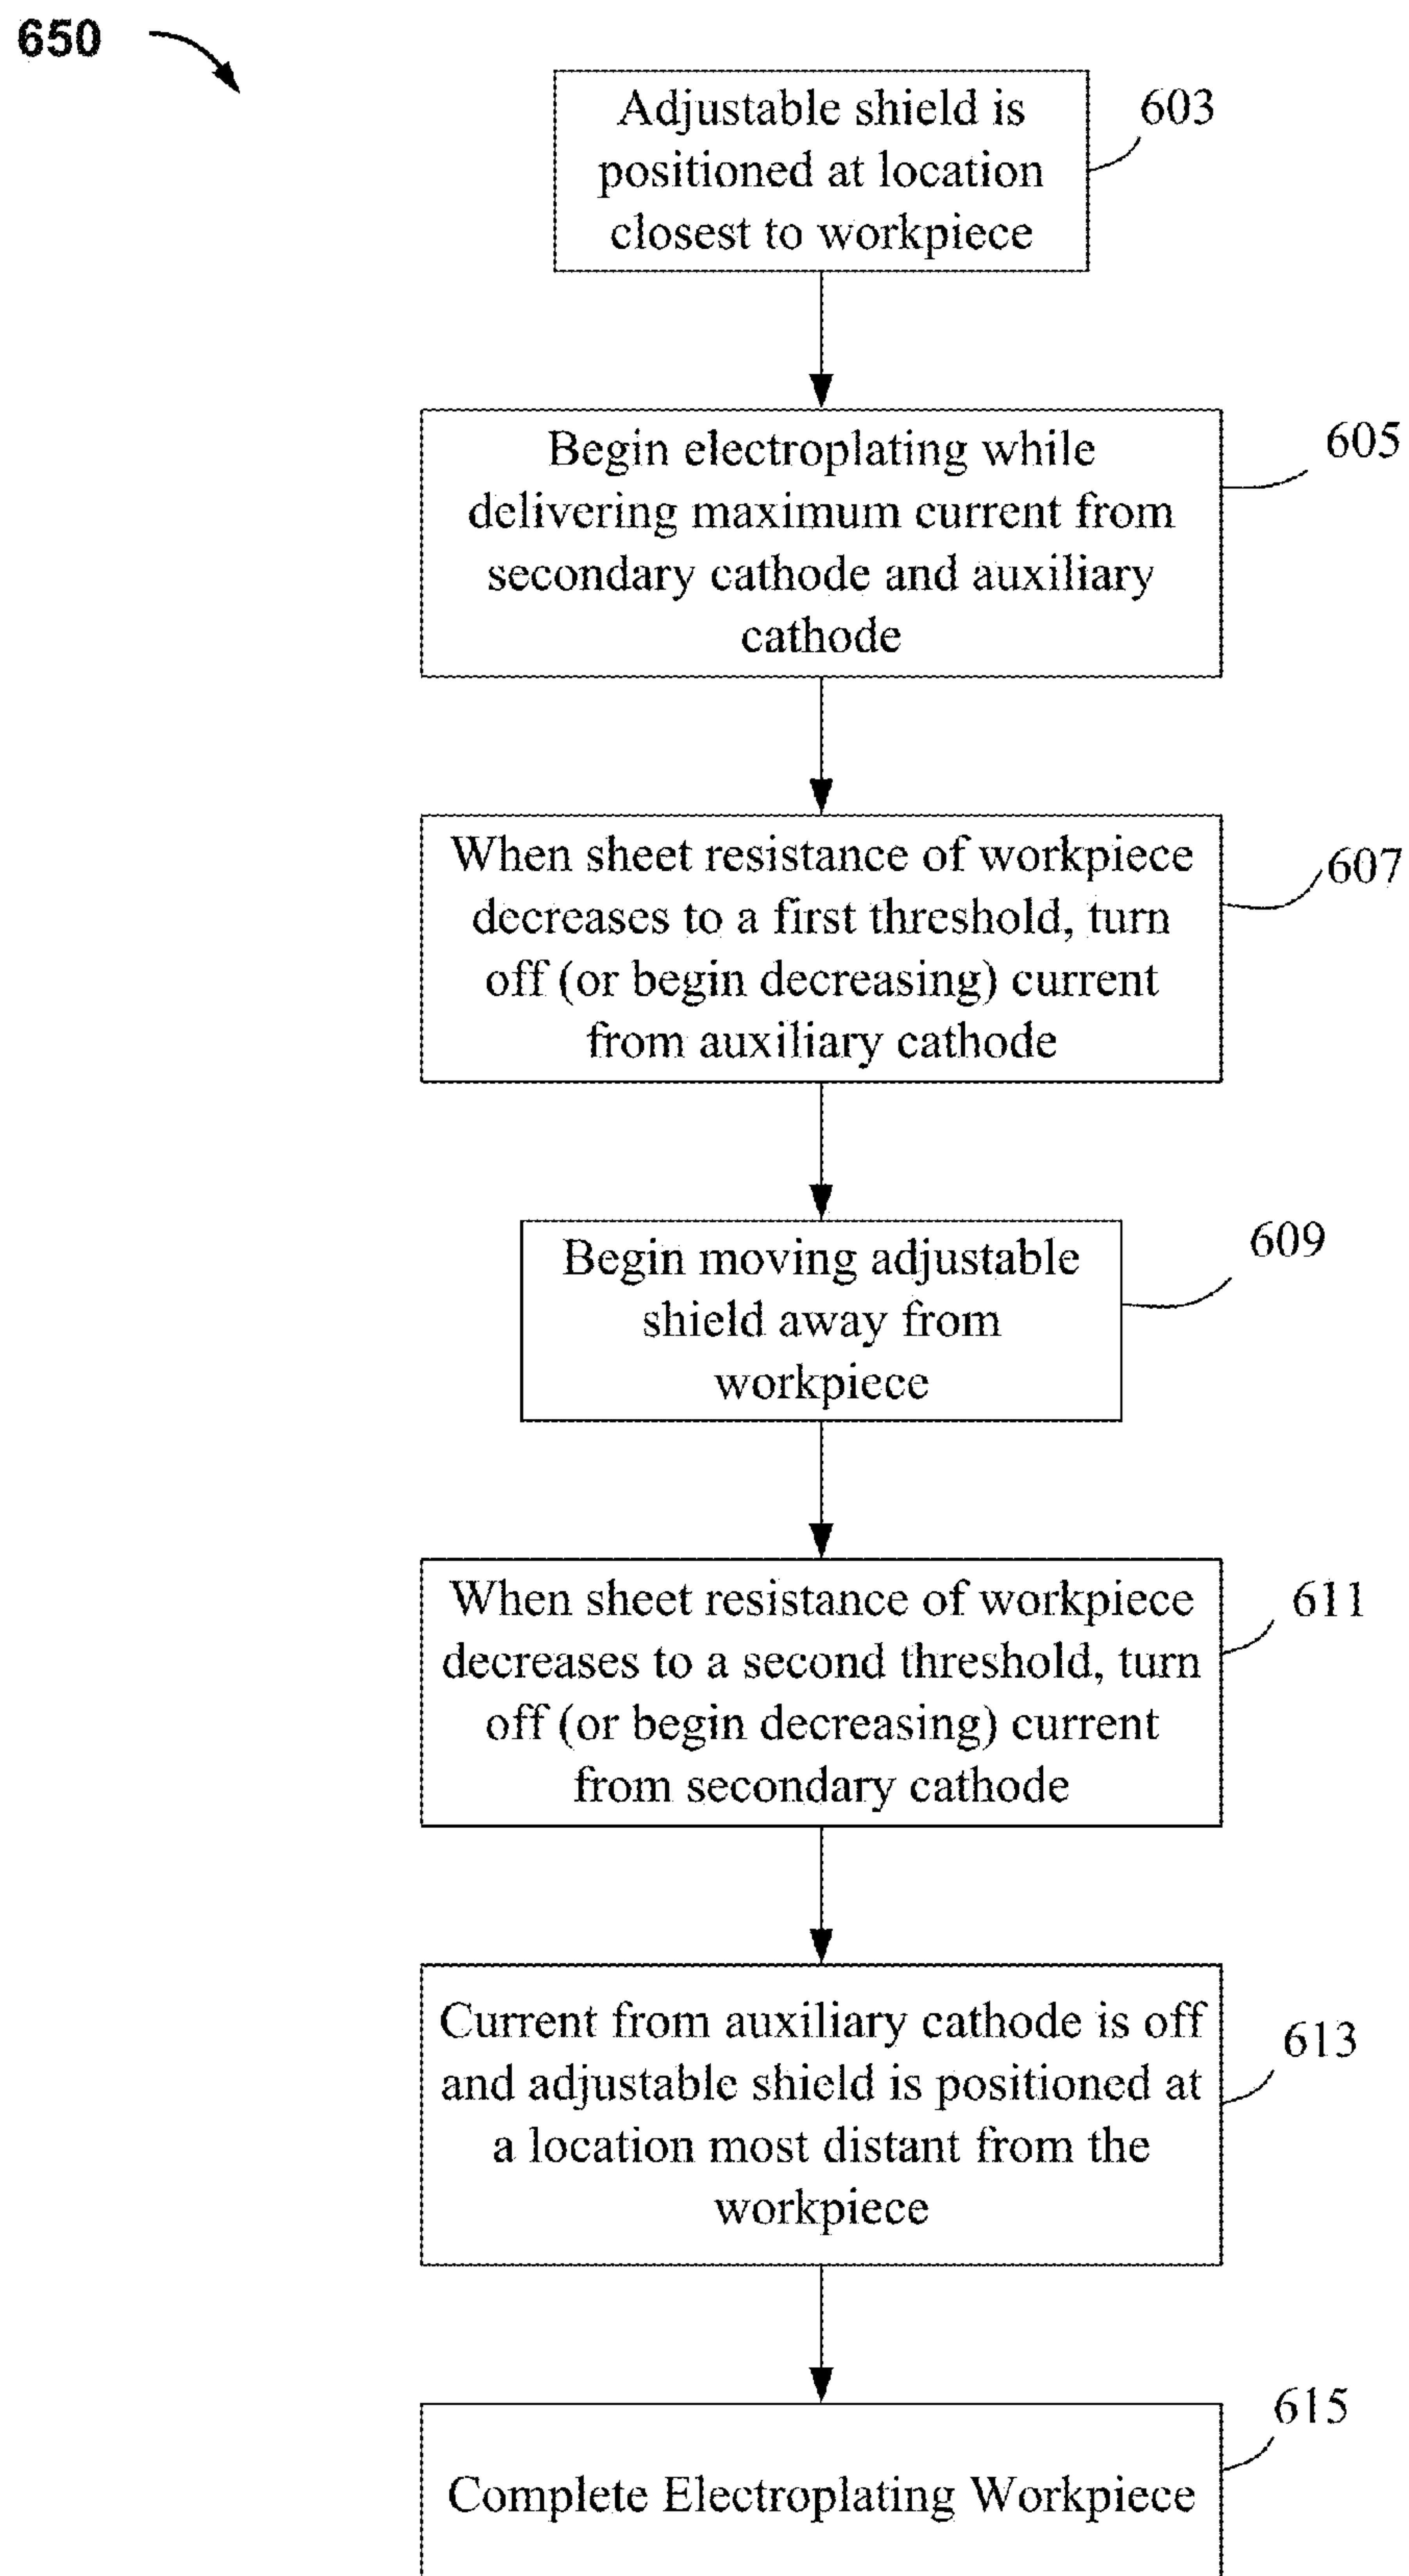 650
Adjustable shield is
positioned at location
closest to workpiece
603
Begin electroplating while
delivering maximum current from
secondary cathode and auxiliary
cathode
605
When sheet resistance of workpiece
decreases to a first threshold, turn
off (or begin decreasing) current
from auxiliary cathode
607
Begin moving adjustable
shield away from
workpiece
609
When sheet resistance of workpiece
decreases to a second threshold, turn
off (or begin decreasing) current
from secondary cathode
611
Current from auxiliary cathode is off
and adjustable shield is positioned at
a location most distant from the
workpiece
613
Complete Electroplating Workpiece
615